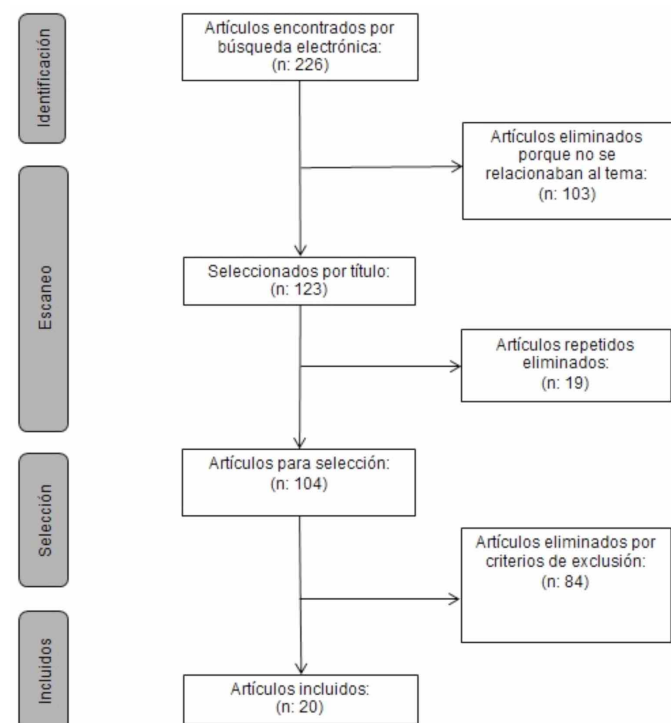 Identificación
Artículos encontrados por
búsqueda electrónica:
(n: 226)
Artículos eliminados
porque no se
relacionaban al tema:
(n: 103)
Escaneo
Seleccionados por título:
(n: 123)
Artículos repetidos
eliminados:
(n: 19)
Selección
Artículos para selección:
(n: 104)
Artículos eliminados por
criterios de exclusión:
(n: 84)
Incluidos
Artículos incluidos:
(n: 20)